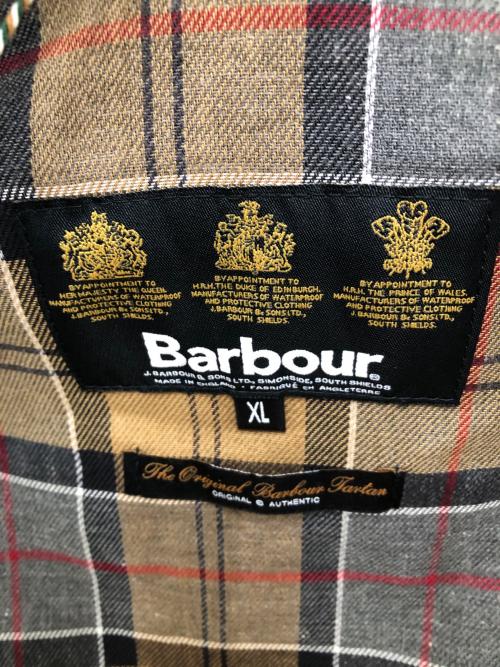 BY APPOINTMENT TO
HER MAJESTY THE QUEEN
MANUFACTURERS OF WATERPROOF
AND PROTECTIVE CLOTHING
J. BARBOUR & SONS LTD.,
SOUTH SHIELDS.
BY APPOINTMENT TO
H.R.H. THE DUKE OF EDINBURGH.
MANUFACTURERS OF WATERPROOF
AND PROTECTIVE CLOTHING
J. BARBOUR & SONS LTD.,
SOUTH SHIELDS.
BY APPOINTMENT TO
H.R.H. THE PRINCE OF WALES.
MANUFACTURERS OF WATERPROOF
AND PROTECTIVE CLOTHING
J. BARBOUR & SONS LTD.,
SOUTH SHIELDS.
Barbour®
J. BARBOUR & SONS LTD., SIMONSIDE, SOUTH SHIELDS
MADE IN ENGLAND · FABRIQUÉ EN ANGLETERRE
XL
The Original Barbour Tartan
ORIGINAL © AUTHENTIC